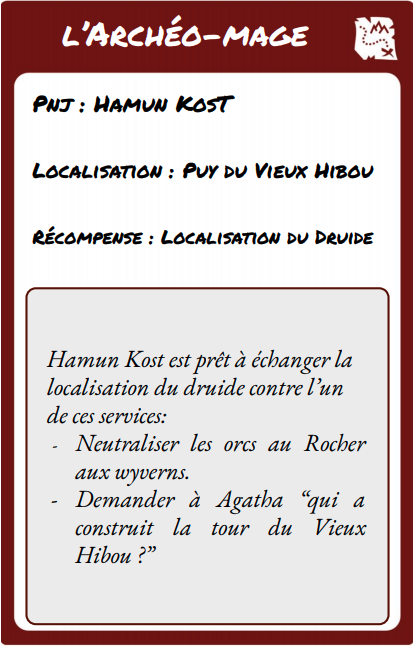 l'Archéo-mage
Pnj : Hamun Kost
Localisation : Puy du Vieux Hibou
Récompense : Localisation du Druide
Hamun Kost est prêt à échanger la
localisation du druide contre l'un
de ces services:
- Neutraliser les orcs au Rocher
aux wyverns.
- Demander à Agatha “qui a
construit la tour du Vieux
Hibou ?”